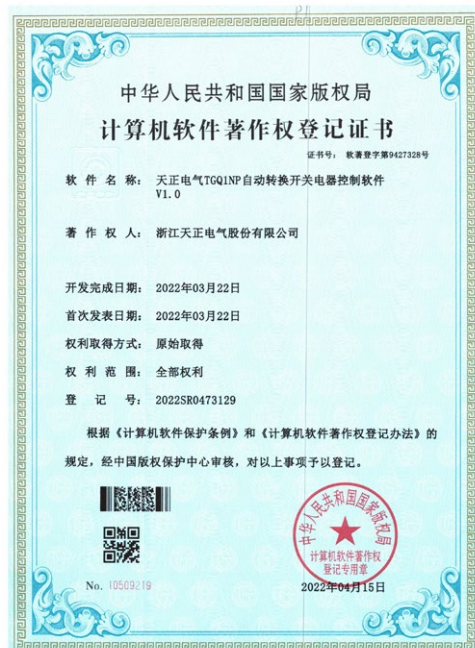 中华人民共和国国家版权局
计算机软件著作权登记证书
证书号： 软著登字第9427328号
软件名称： 天正电气TGQ1NP自动转换开关电器控制软件
V1.0
著作权人： 浙江天正电气股份有限公司
开发完成日期： 2022年03月22日
首次发表日期： 2022年03月22日
权利取得方式： 原始取得
权利范围： 全部权利
登记号： 2022SR0473129
根据《计算机软件保护条例》和《计算机软件著作权登记办法》的
规定，经中国版权保护中心审核，对以上事项予以登记。
中华人民共和国国家版权局
计算机软件著作权
登记专用章
No. 10509219
2022年04月15日